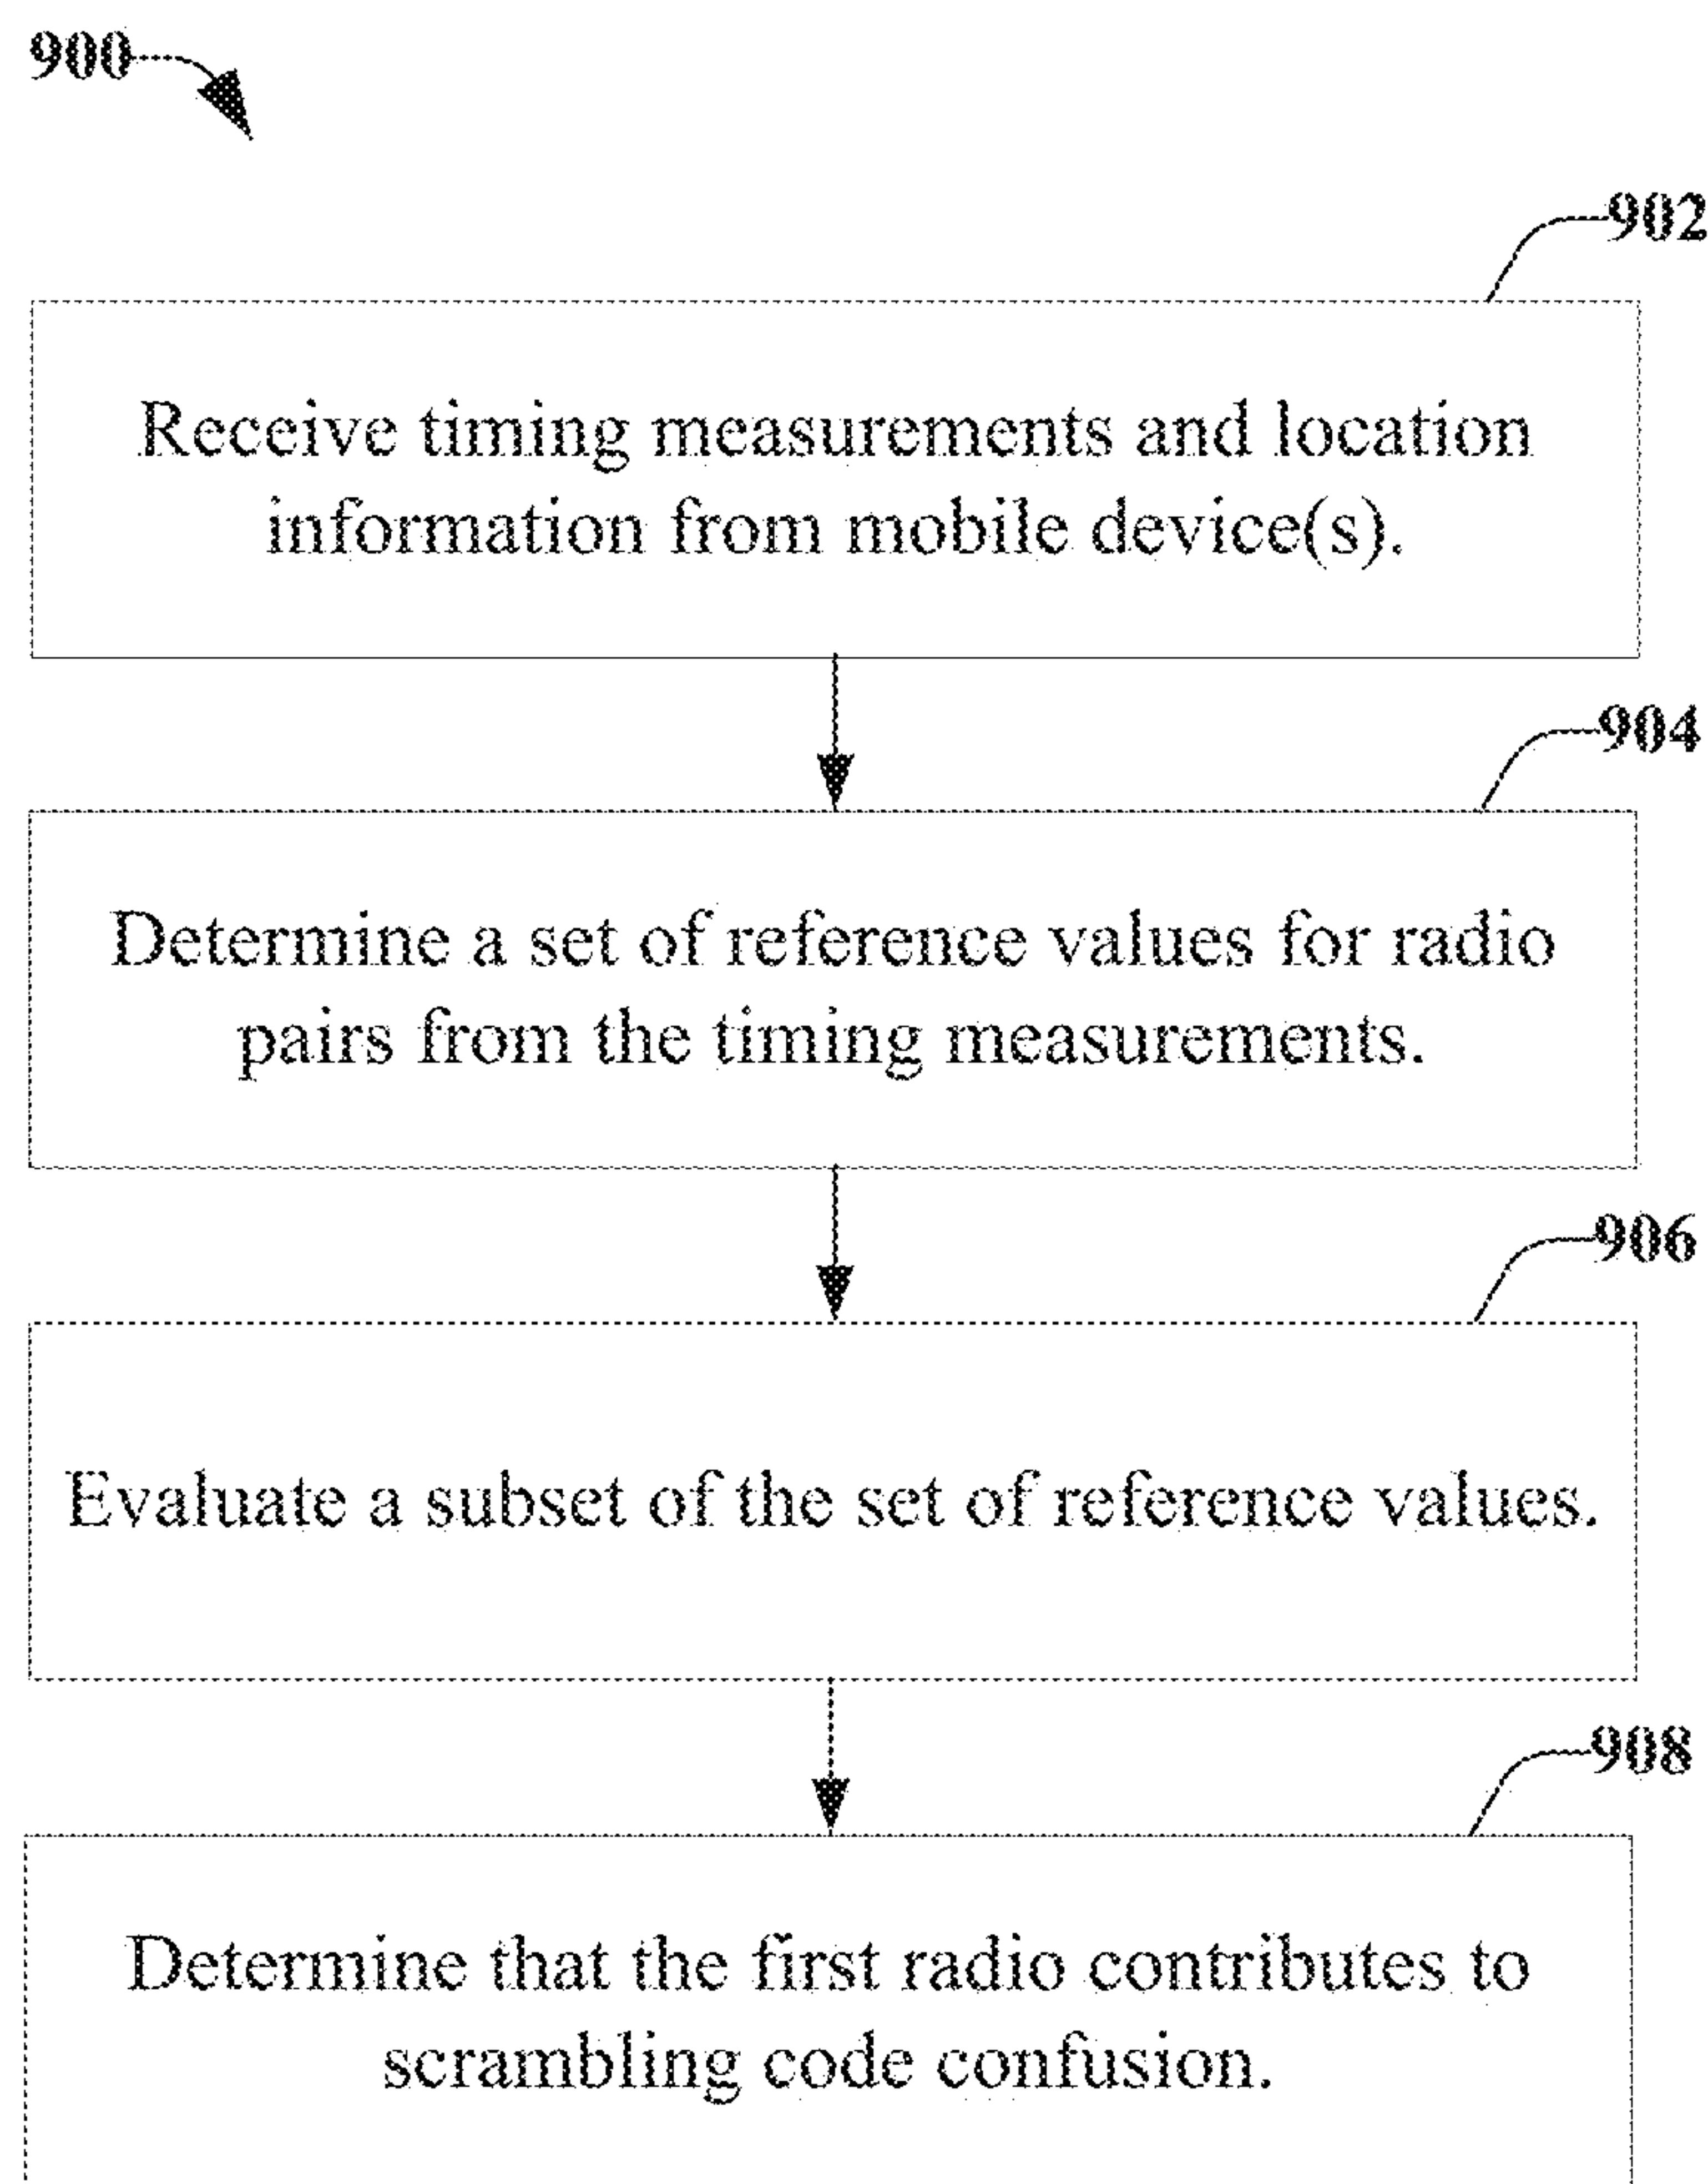 900
902
Receive timing measurements and location
information from mobile device(s).
904
Determine a set of reference values for radio
pairs from the timing measurements.
906
Evaluate a subset of the set of reference values.
908
Determine that the first radio contributes to
scrambling code confusion.